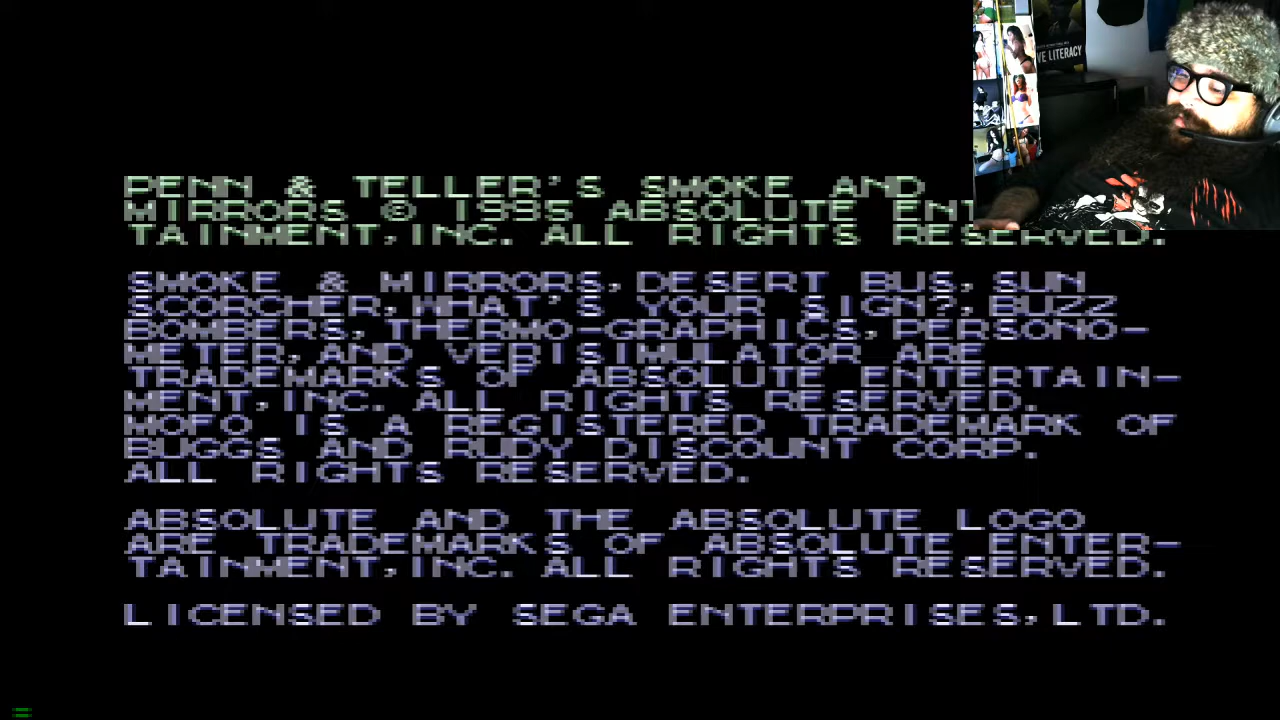 VE LITERACY
PENN & TELLER'S SMOKE AND
MIRRORS © 1995 ABSOLUTE ENT
TAINMENT,INC. ALL RIGHTS RESERVED.
SMOKE & MIRRORS,DESERT BUS,SUN
SCORCHER,WHAT'S YOUR SIGN?,BUZZ
BOMBERS,THERMO-GRAPHICS,PERSONO-
METER,AND VERISIMULATOR ARE
TRADEMARKS OF ABSOLUTE ENTERTAIN-
MENT,INC. ALL RIGHTS RESERVED.
MOFO IS A REGISTERED TRADEMARK OF
BUGGS AND RUDY DISCOUNT CORP.
ALL RIGHTS RESERVED.
ABSOLUTE AND THE ABSOLUTE LOGO
ARE TRADEMARKS OF ABSOLUTE ENTER-
TAINMENT,INC. ALL RIGHTS RESERVED.
LICENSED BY SEGA ENTERPRISES,LTD.